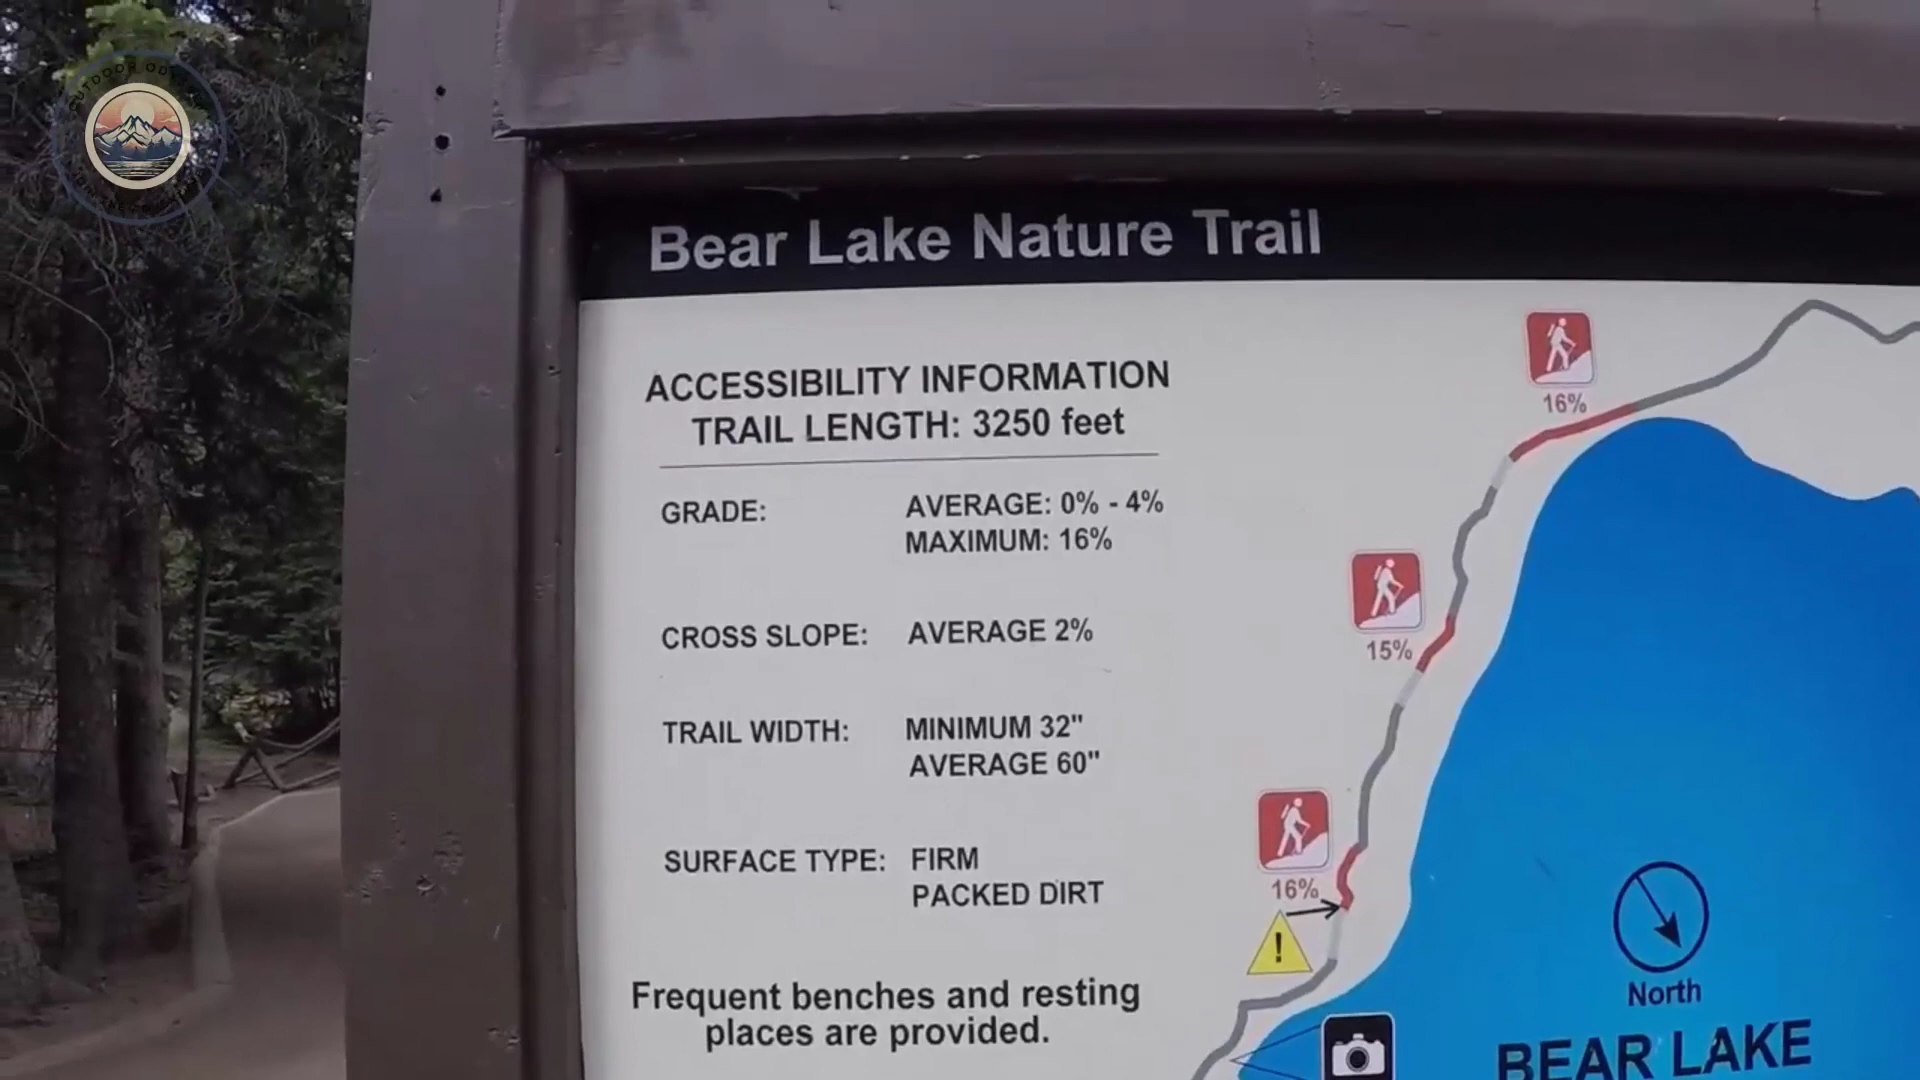 OUTDOOR
Bear Lake Nature Trail
ACCESSIBILITY INFORMATION
TRAIL LENGTH: 3250 feet
GRADE: AVERAGE: 0% - 4%
MAXIMUM: 16%
CROSS SLOPE: AVERAGE 2%
TRAIL WIDTH: MINIMUM 32"
AVERAGE 60"
SURFACE TYPE: FIRM
PACKED DIRT
Frequent benches and resting
places are provided.
16%
15%
16%
!
North
BEAR LAKE